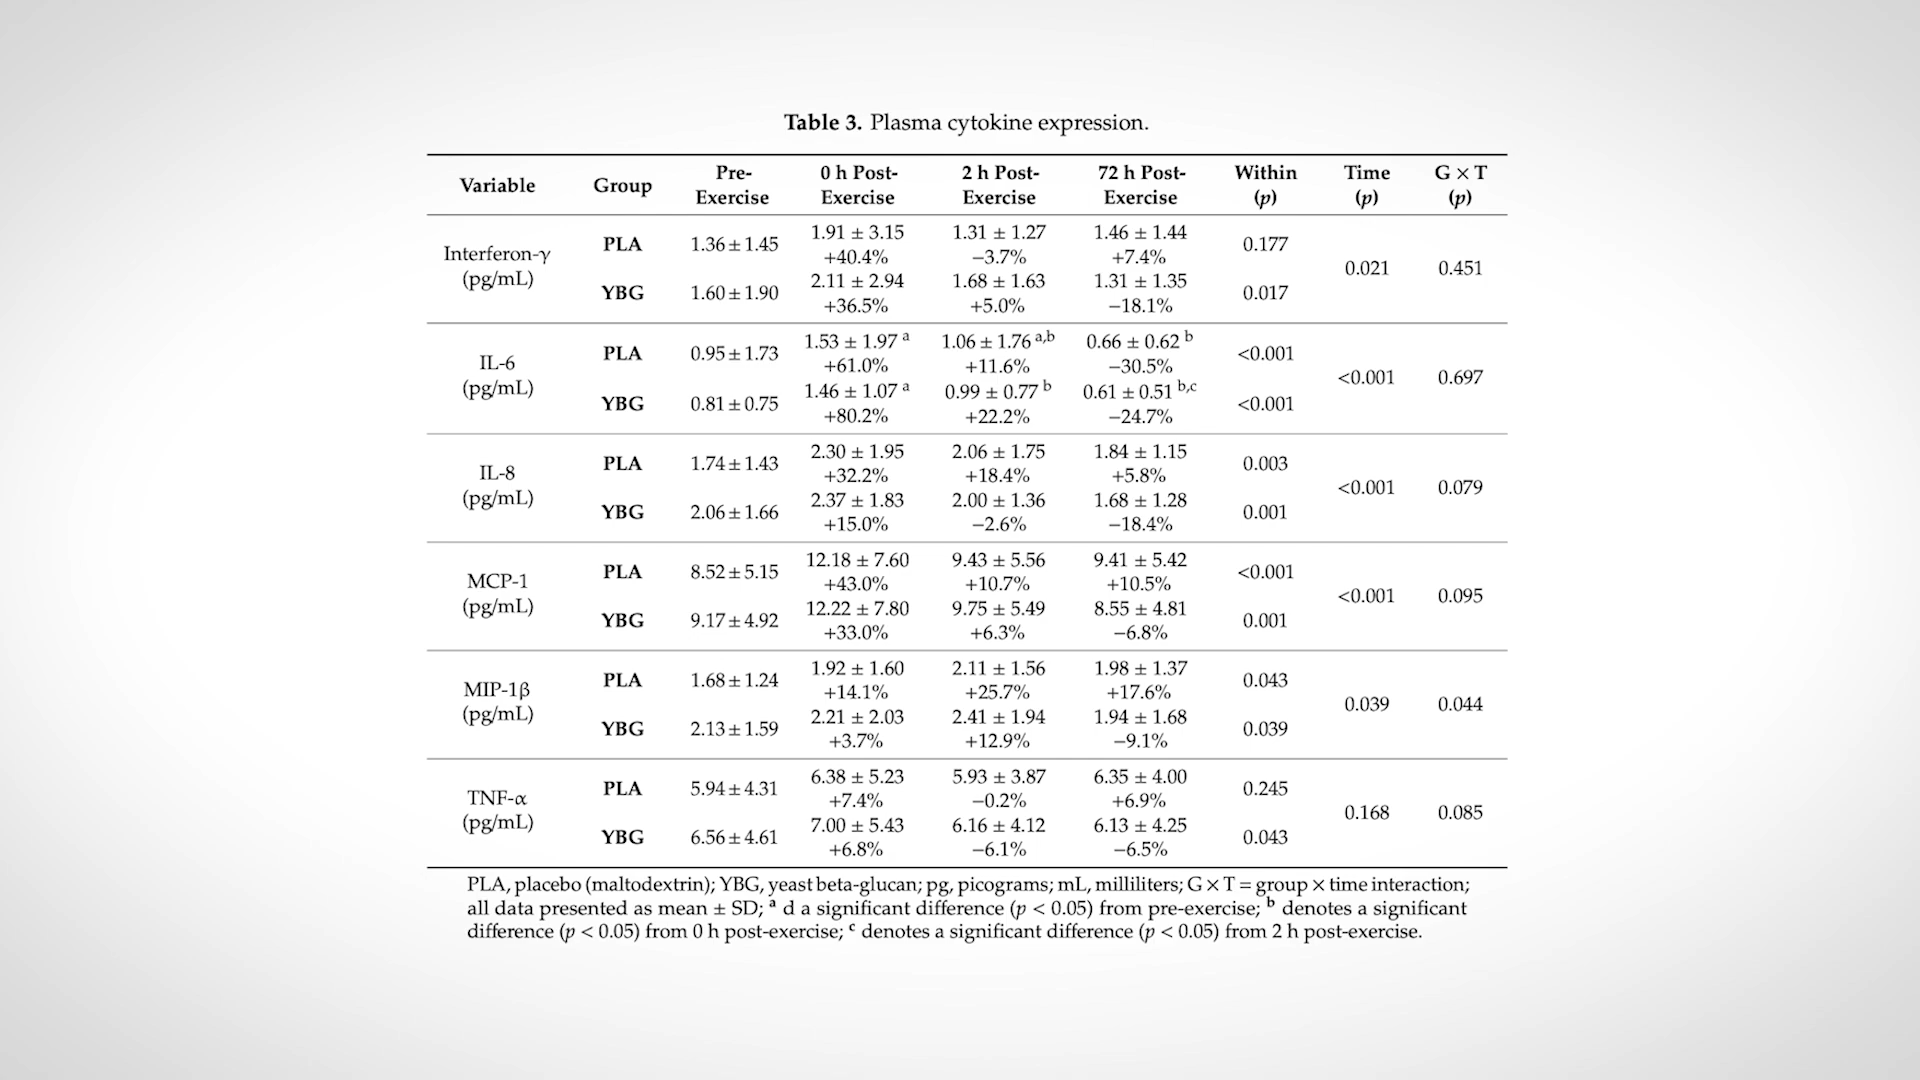 Table 3. Plasma cytokine expression.
Variable Group Pre-Exercise 0 h Post-Exercise 2 h Post-Exercise 72 h Post-Exercise Within (p) Time (p) G × T (p)
Interferon-γ (pg/mL) PLA 1.36 ± 1.45 1.91 ± 3.15 +40.4% 1.31 ± 1.27 −3.7% 1.46 ± 1.44 +7.4% 0.177 0.021 0.451
YBG 1.60 ± 1.90 2.11 ± 2.94 +36.5% 1.68 ± 1.63 +5.0% 1.31 ± 1.35 −18.1% 0.017
IL-6 (pg/mL) PLA 0.95 ± 1.73 1.53 ± 1.97 a +61.0% 1.06 ± 1.76 a,b +11.6% 0.66 ± 0.62 b −30.5% <0.001 <0.001 0.697
YBG 0.81 ± 0.75 1.46 ± 1.07 a +80.2% 0.99 ± 0.77 b +22.2% 0.61 ± 0.51 b,c −24.7% <0.001
IL-8 (pg/mL) PLA 1.74 ± 1.43 2.30 ± 1.95 +32.2% 2.06 ± 1.75 +18.4% 1.84 ± 1.15 +5.8% 0.003 <0.001 0.079
YBG 2.06 ± 1.66 2.37 ± 1.83 +15.0% 2.00 ± 1.36 −2.6% 1.68 ± 1.28 −18.4% 0.001
MCP-1 (pg/mL) PLA 8.52 ± 5.15 12.18 ± 7.60 +43.0% 9.43 ± 5.56 +10.7% 9.41 ± 5.42 +10.5% <0.001 <0.001 0.095
YBG 9.17 ± 4.92 12.22 ± 7.80 +33.0% 9.75 ± 5.49 +6.3% 8.55 ± 4.81 −6.8% 0.001
MIP-1β (pg/mL) PLA 1.68 ± 1.24 1.92 ± 1.60 +14.1% 2.11 ± 1.56 +25.7% 1.98 ± 1.37 +17.6% 0.043 0.039 0.044
YBG 2.13 ± 1.59 2.21 ± 2.03 +3.7% 2.41 ± 1.94 +12.9% 1.94 ± 1.68 −9.1% 0.039
TNF-α (pg/mL) PLA 5.94 ± 4.31 6.38 ± 5.23 +7.4% 5.93 ± 3.87 −0.2% 6.35 ± 4.00 +6.9% 0.245 0.168 0.085
YBG 6.56 ± 4.61 7.00 ± 5.43 +6.8% 6.16 ± 4.12 −6.1% 6.13 ± 4.25 −6.5% 0.043
PLA, placebo (maltodextrin); YBG, yeast beta-glucan; pg, picograms; mL, milliliters; G × T = group × time interaction;
all data presented as mean ± SD; a d a significant difference (p < 0.05) from pre-exercise; b denotes a significant
difference (p < 0.05) from 0 h post-exercise; c denotes a significant difference (p < 0.05) from 2 h post-exercise.